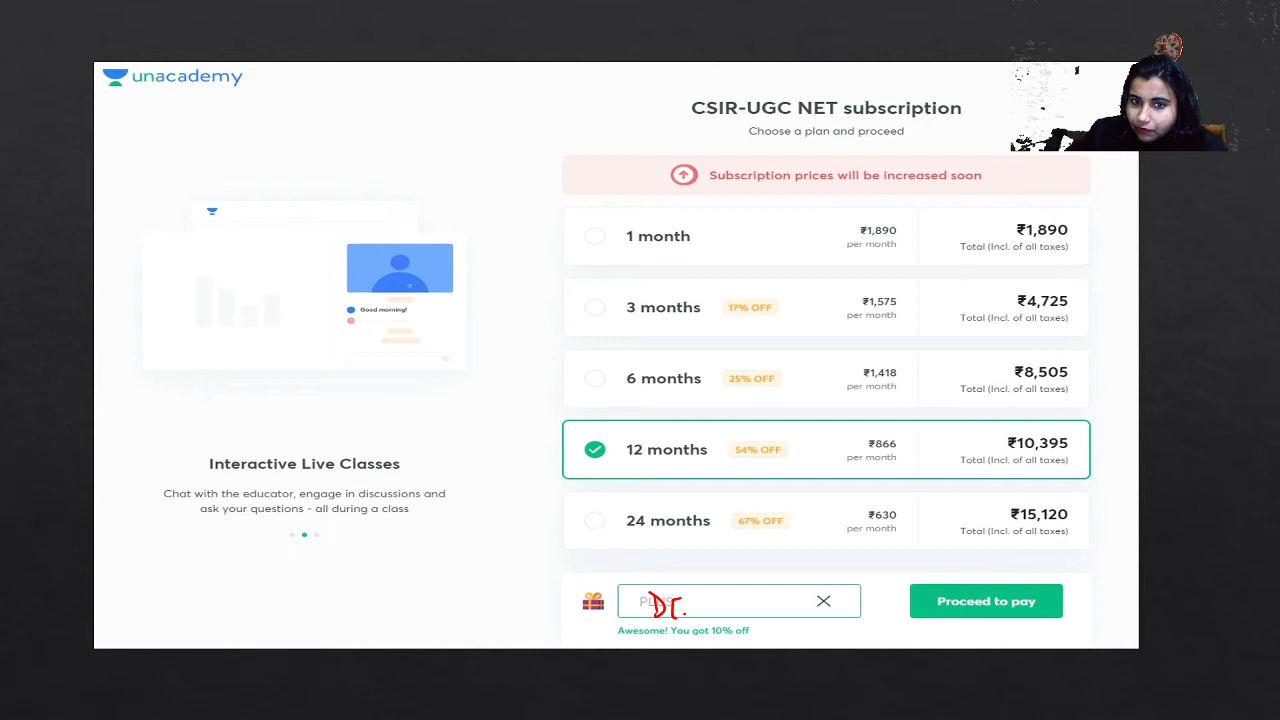 unacademy
CSIR-UGC NET subscription
Choose a plan and proceed
Subscription prices will be increased soon
1 month ₹1,890 per month ₹1,890 Total (Incl. of all taxes)
3 months 17% OFF ₹1,575 per month ₹4,725 Total (Incl. of all taxes)
6 months 25% OFF ₹1,418 per month ₹8,505 Total (Incl. of all taxes)
12 months 54% OFF ₹866 per month ₹10,395 Total (Incl. of all taxes)
24 months 67% OFF ₹630 per month ₹15,120 Total (Incl. of all taxes)
Good morning!
Interactive Live Classes
Chat with the educator, engage in discussions and
ask your questions - all during a class
Dr.
Proceed to pay
Awesome! You got 10% off